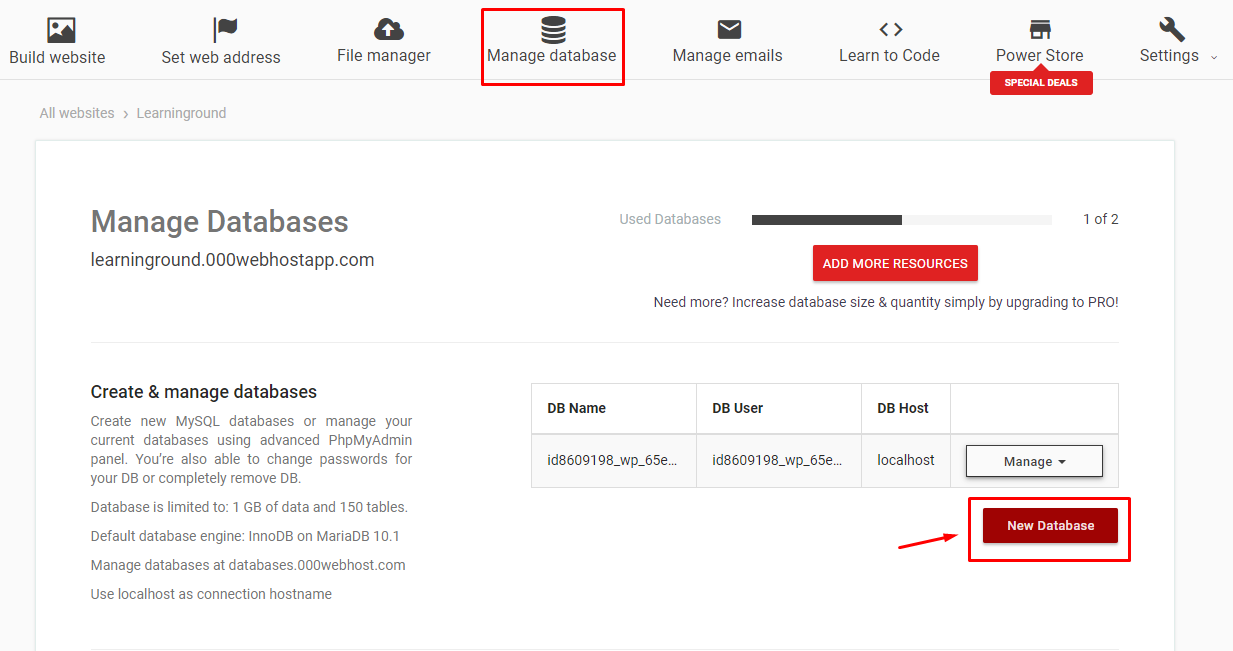 Build website
Set web address
File manager
Manage database
Manage emails
Learn to Code
Power Store
Settings
SPECIAL DEALS
All websites › Learninground
Manage Databases
learninground.000webhostapp.com
Used Databases
1 of 2
ADD MORE RESOURCES
Need more? Increase database size & quantity simply by upgrading to PRO!
Create & manage databases
Create new MySQL databases or manage your
current databases using advanced PhpMyAdmin
panel. You’re also able to change passwords for
your DB or completely remove DB.
Database is limited to: 1 GB of data and 150 tables.
Default database engine: InnoDB on MariaDB 10.1
Manage databases at databases.000webhost.com
Use localhost as connection hostname
DB Name DB User DB Host
id8609198_wp_65e... id8609198_wp_65e... localhost Manage
New Database